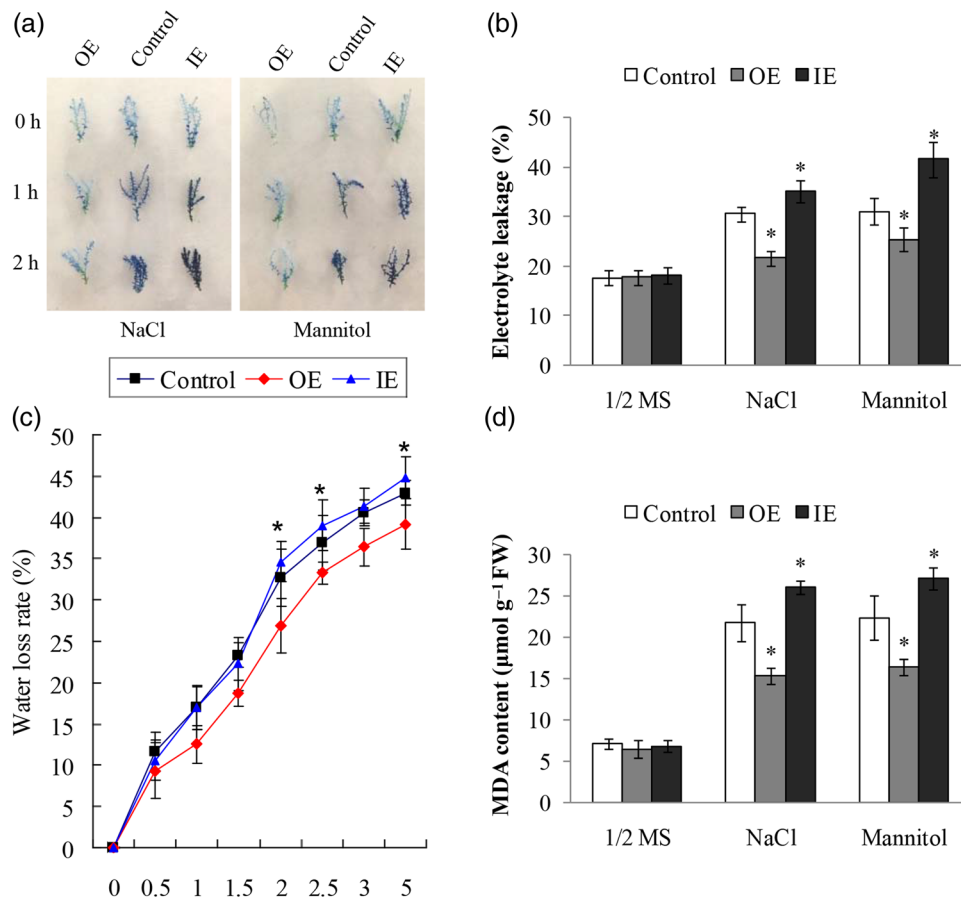 (a)
OE Control IE OE Control IE
0 h
1 h
2 h
NaCl Mannitol
(b)
Control OE IE
Electrolyte leakage (%)
50
40
30
20
10
0
* * * *
1/2 MS NaCl Mannitol
(c)
Control OE IE
Water loss rate (%)
50
45
40
35
30
25
20
15
10
5
0
* * *
0 0.5 1 1.5 2 2.5 3 5
(d)
Control OE IE
MDA content (μmol g⁻¹ FW)
30
25
20
15
10
5
0
* * * *
1/2 MS NaCl Mannitol